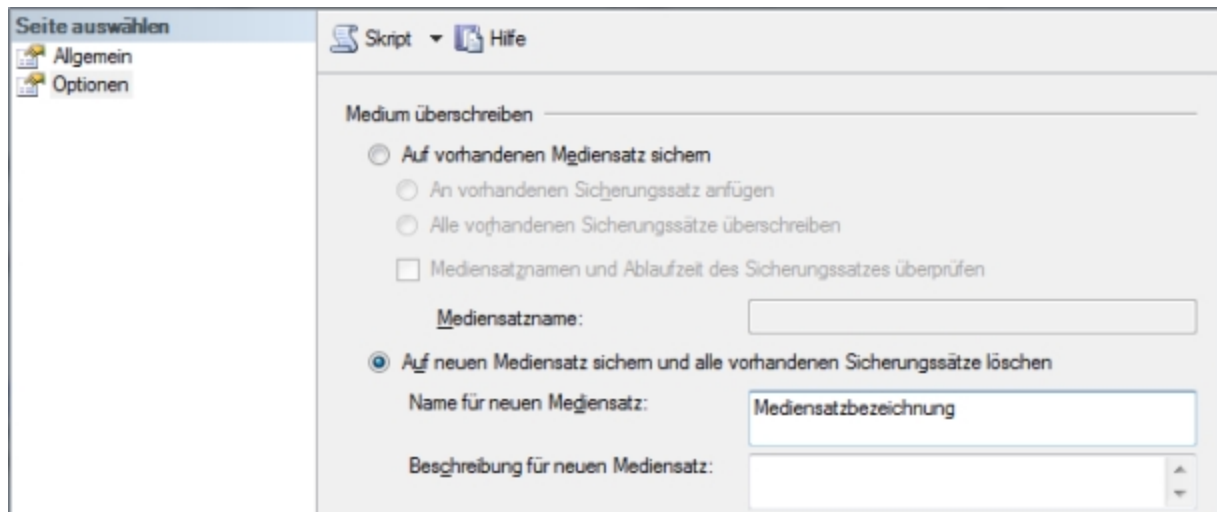 Seite auswählen
Allgemein
Optionen
Skript Hilfe
Medium überschreiben
Auf vorhandenen Mediensatz sichern
An vorhandenen Sicherungssatz anfügen
Alle vorhandenen Sicherungssätze überschreiben
Mediensatznamen und Ablaufzeit des Sicherungssatzes überprüfen
Mediensatzname:
Auf neuen Mediensatz sichern und alle vorhandenen Sicherungssätze löschen
Name für neuen Mediensatz: Mediensatzbezeichnung
Beschreibung für neuen Mediensatz: